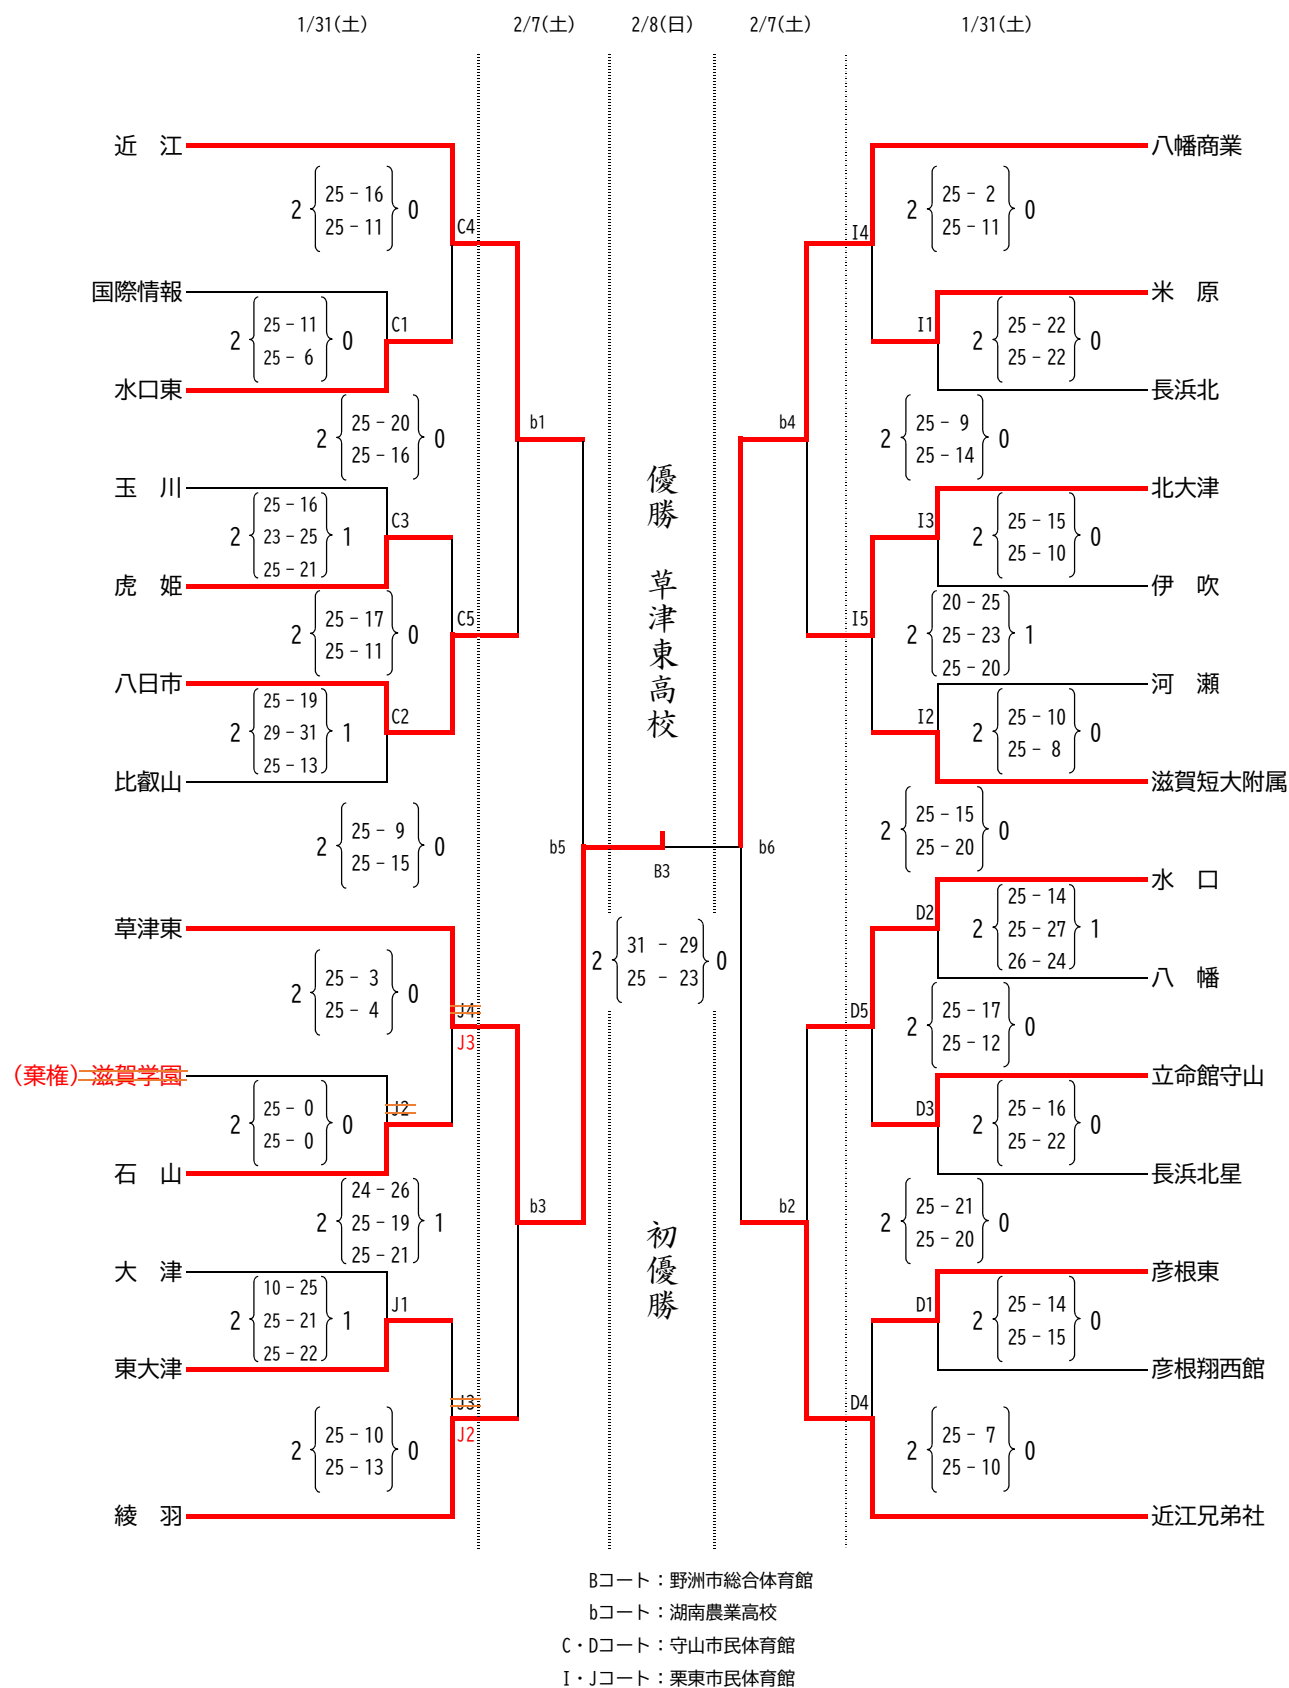 1/31(土)　2/7(土)　2/8(日)　2/7(土)　1/31(土)
近　江
2 25 － 16 0
25 － 11
C4
国際情報
2 25 － 11 0
25 － 6
C1
水口東
2 25 － 20 0
25 － 16
b1
玉　川
2 25 － 16 1
23 － 25
25 － 21
C3
虎　姫
2 25 － 17 0
25 － 11
C5
八日市
2 25 － 19 1
29 － 31
25 － 13
C2
比叡山
2 25 － 9 0
25 － 15
b5
草津東
2 25 － 3 0
25 － 4
J4
J3
（棄権）滋賀学園
2 25 － 0 0
25 － 0
J2
石　山
2 24 － 26 1
25 － 19
25 － 21
b3
大　津
2 10 － 25 1
25 － 21
25 － 22
J1
東大津
2 25 － 10 0
25 － 13
J3
J2
綾　羽
優勝　草津東高校
B3
2 31 － 29 0
25 － 23
初優勝
八幡商業
I4
2 25 － 2 0
25 － 11
米　原
I1
2 25 － 22 0
25 － 22
長浜北
b4
2 25 － 9 0
25 － 14
北大津
I3
2 25 － 15 0
25 － 10
伊　吹
I5
2 20 － 25 1
25 － 23
25 － 20
河　瀬
I2
2 25 － 10 0
25 － 8
滋賀短大附属
b6
2 25 － 15 0
25 － 20
水　口
D2
2 25 － 14 1
25 － 27
26 － 24
八　幡
D5
2 25 － 17 0
25 － 12
立命館守山
D3
2 25 － 16 0
25 － 22
長浜北星
b2
2 25 － 21 0
25 － 20
彦根東
D1
2 25 － 14 0
25 － 15
彦根翔西館
D4
2 25 － 7 0
25 － 10
近江兄弟社
Bコート：野洲市総合体育館
bコート：湖南農業高校
C・Dコート：守山市民体育館
I・Jコート：栗東市民体育館